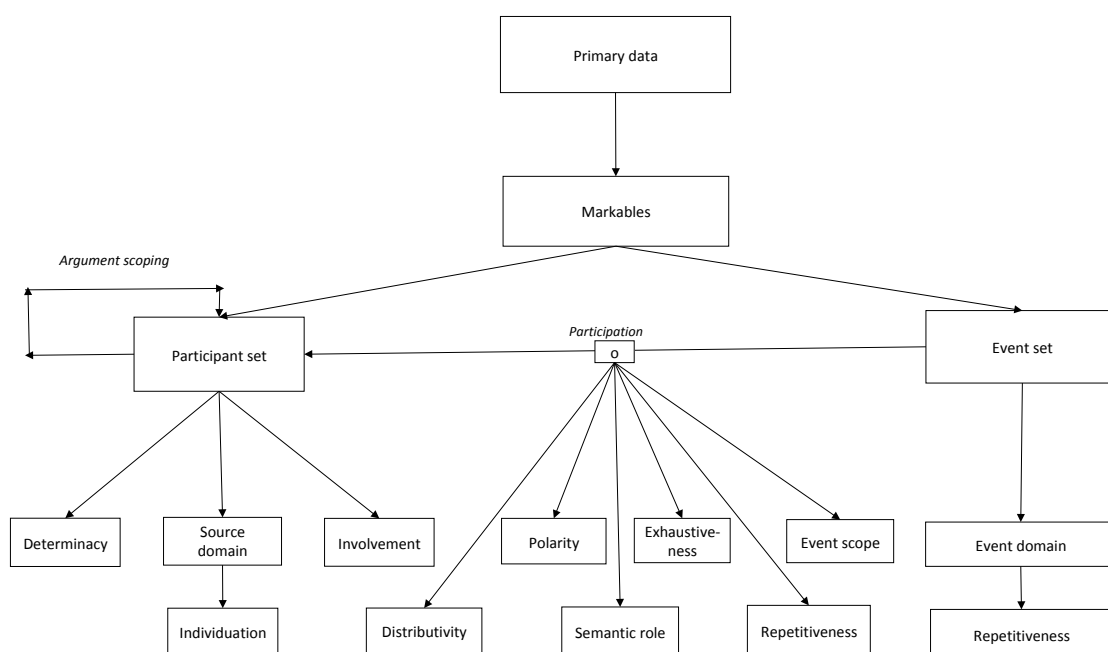 Primary data
Markables
Argument scoping
Participant set
Participation
o
Event set
Determinacy
Source
domain
Involvement
Polarity
Exhaustive-
ness
Event scope
Event domain
Individuation
Distributivity
Semantic role
Repetitiveness
Repetitiveness